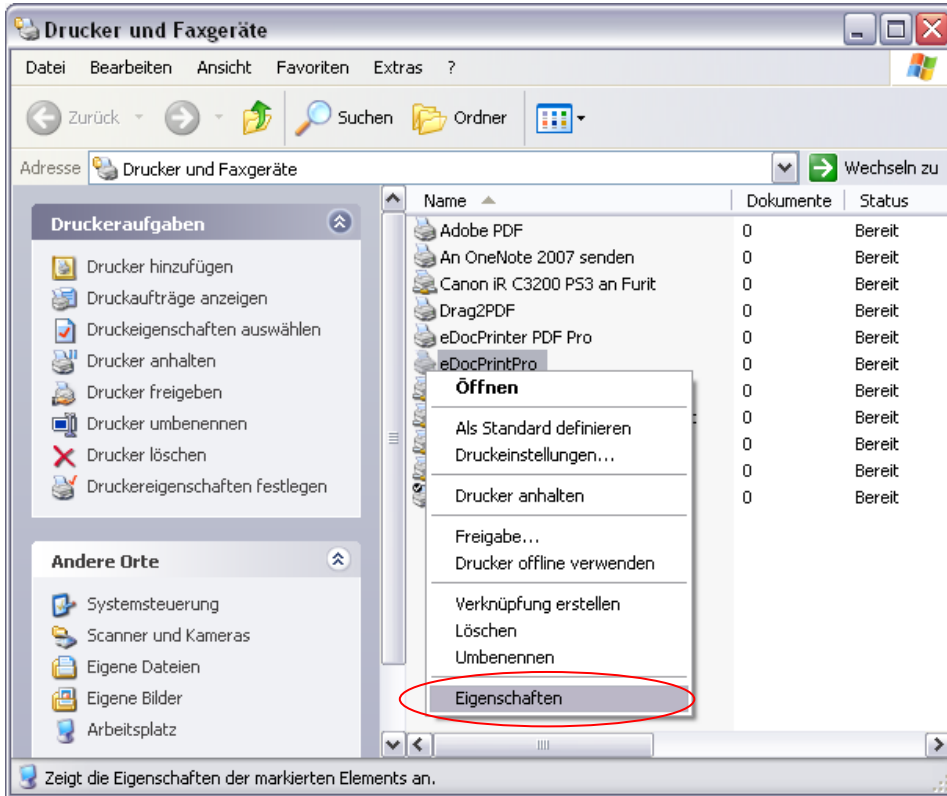 Drucker und Faxgeräte
Datei Bearbeiten Ansicht Favoriten Extras ?
Zurück Suchen Ordner
Adresse Drucker und Faxgeräte Wechseln zu
Druckeraufgaben
Drucker hinzufügen
Druckaufträge anzeigen
Druckeigenschaften auswählen
Drucker anhalten
Drucker freigeben
Drucker umbenennen
Drucker löschen
Druckereigenschaften festlegen
Andere Orte
Systemsteuerung
Scanner und Kameras
Eigene Dateien
Eigene Bilder
Arbeitsplatz
Name Dokumente Status
Adobe PDF 0 Bereit
An OneNote 2007 senden 0 Bereit
Canon iR C3200 PS3 an Furit 0 Bereit
Drag2PDF 0 Bereit
eDocPrinter PDF Pro 0 Bereit
eDocPrintPro 0 Bereit
0 Bereit
0 Bereit
0 Bereit
0 Bereit
0 Bereit
Öffnen
Als Standard definieren
Druckeinstellungen...
Drucker anhalten
Freigabe...
Drucker offline verwenden
Verknüpfung erstellen
Löschen
Umbenennen
Eigenschaften
Zeigt die Eigenschaften der markierten Elements an.